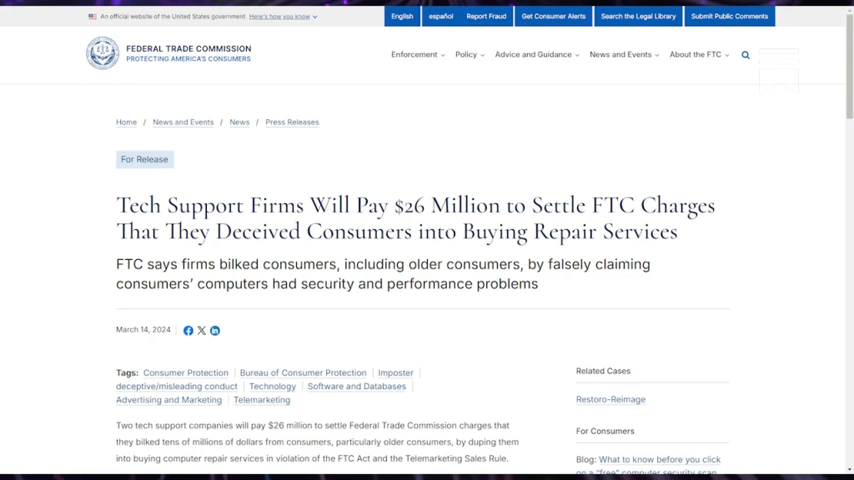 An official website of the United States government Here's how you know
English español Report Fraud Get Consumer Alerts Search the Legal Library Submit Public Comments
FEDERAL TRADE COMMISSION
PROTECTING AMERICA'S CONSUMERS
Enforcement Policy Advice and Guidance News and Events About the FTC
Home / News and Events / News / Press Releases
For Release
Tech Support Firms Will Pay $26 Million to Settle FTC Charges
That They Deceived Consumers into Buying Repair Services
FTC says firms bilked consumers, including older consumers, by falsely claiming
consumers' computers had security and performance problems
March 14, 2024
Tags: Consumer Protection | Bureau of Consumer Protection | Imposter
deceptive/misleading conduct | Technology | Software and Databases |
Advertising and Marketing | Telemarketing
Two tech support companies will pay $26 million to settle Federal Trade Commission charges that
they bilked tens of millions of dollars from consumers, particularly older consumers, by duping them
into buying computer repair services in violation of the FTC Act and the Telemarketing Sales Rule.
Related Cases
Restoro-Reimage
For Consumers
Blog: What to know before you click
on a "free" computer security scan